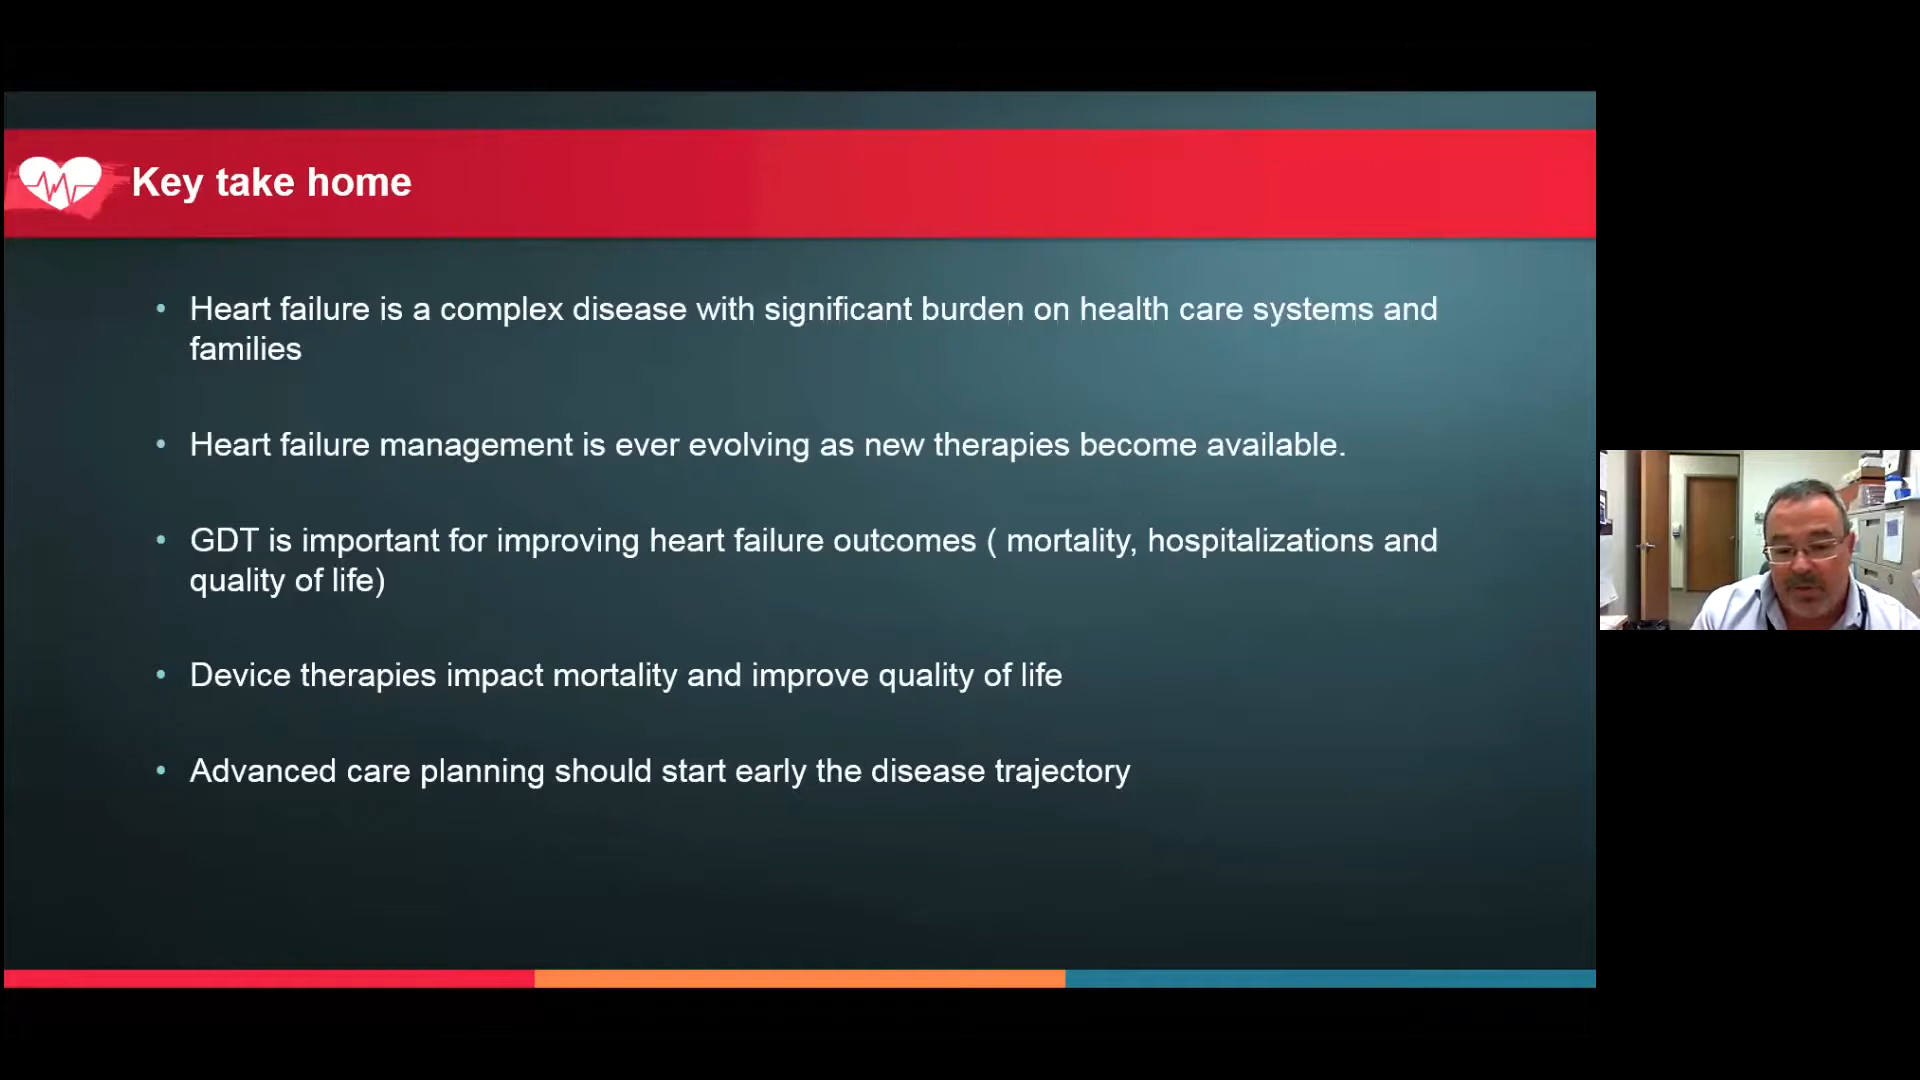 Key take home
• Heart failure is a complex disease with significant burden on health care systems and
families
• Heart failure management is ever evolving as new therapies become available.
• GDT is important for improving heart failure outcomes ( mortality, hospitalizations and
quality of life)
• Device therapies impact mortality and improve quality of life
• Advanced care planning should start early the disease trajectory